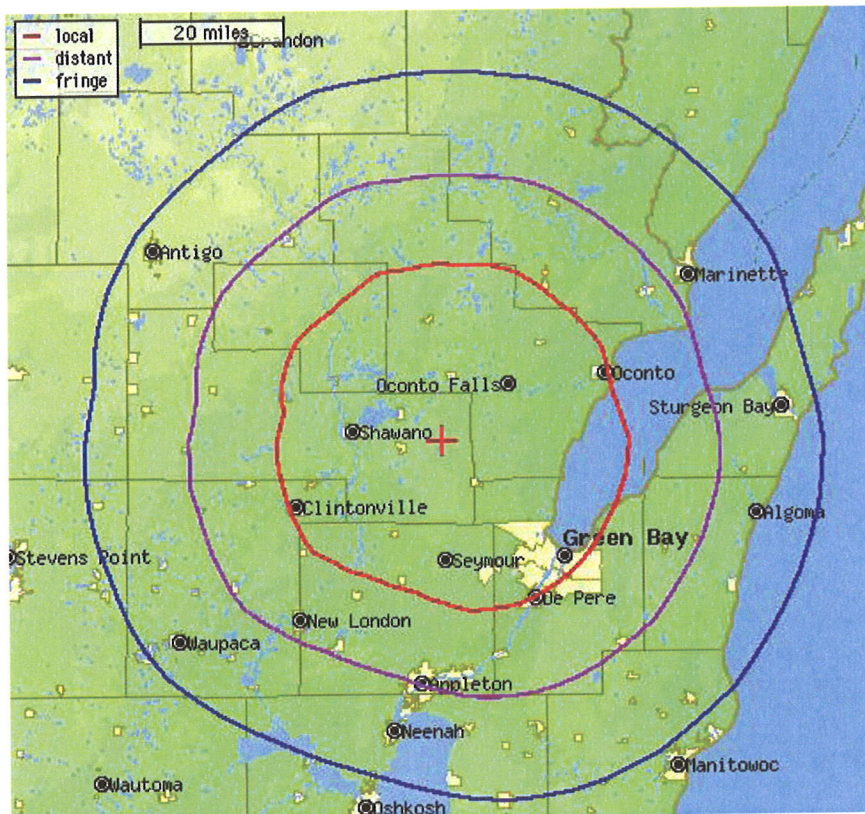 local
distant
fringe
20 miles
Crandon
Antigo
Marinette
Oconto Falls
Oconto
Sturgeon Bay
Shawano
Clintonville
Algoma
Green Bay
Stevens Point
Seymour
De Pere
New London
Waupaca
Appleton
Neenah
Manitowoc
Wautoma
Oshkosh